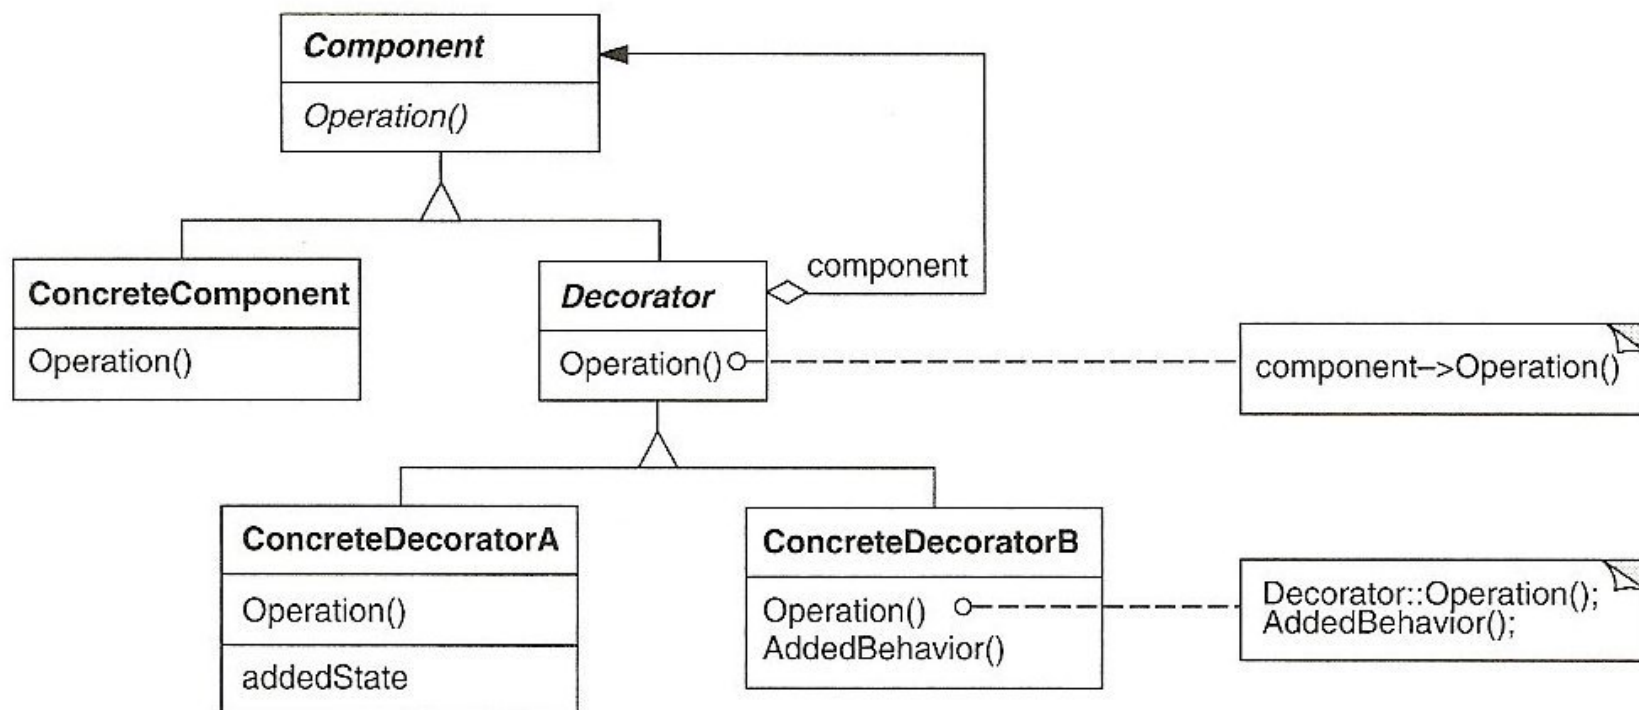 Component
Operation()
component
ConcreteComponent
Operation()
Decorator
Operation()
component–>Operation()
ConcreteDecoratorA
Operation()
addedState
ConcreteDecoratorB
Operation()
AddedBehavior()
Decorator::Operation();
AddedBehavior();